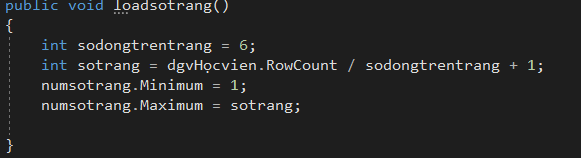 public void loadsotrang()
{
int sodongtrentrang = 6;
int sotrang = dgvHọcvien.RowCount / sodongtrentrang + 1;
numsotrang.Minimum = 1;
numsotrang.Maximum = sotrang;
}